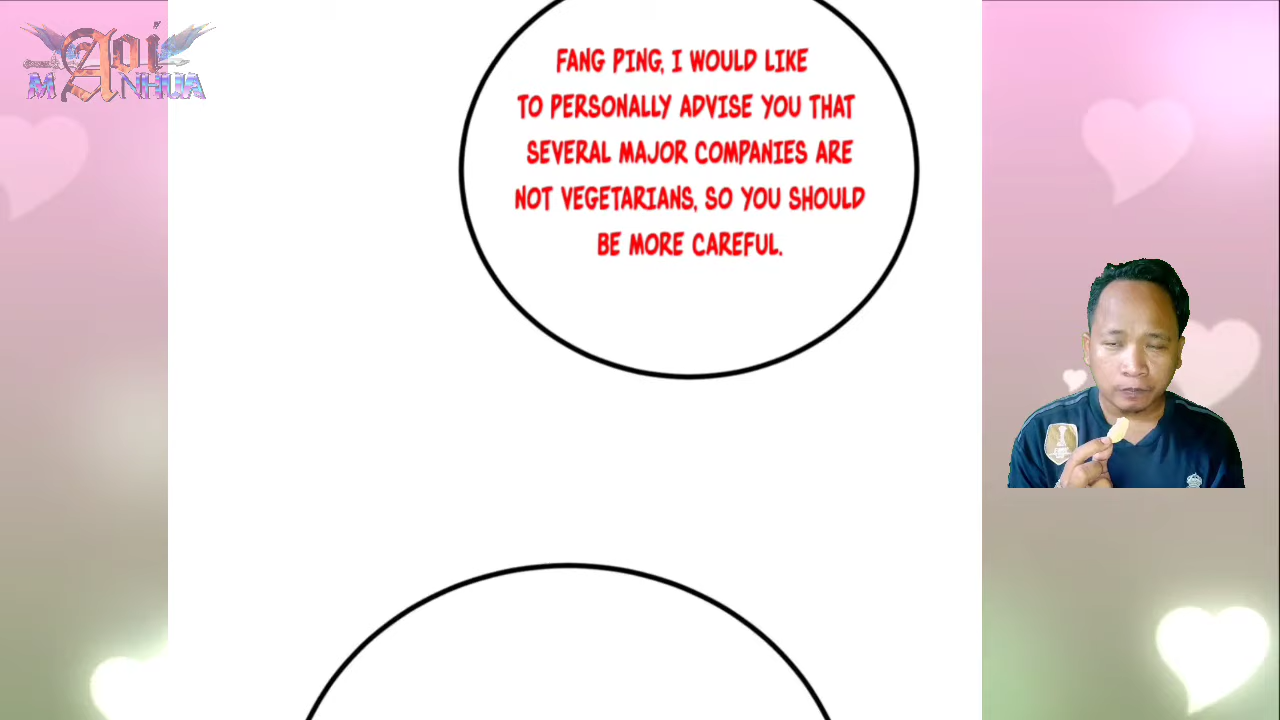 Aoi
MANHUA
FANG PING, I WOULD LIKE
TO PERSONALLY ADVISE YOU THAT
SEVERAL MAJOR COMPANIES ARE
NOT VEGETARIANS, SO YOU SHOULD
BE MORE CAREFUL.